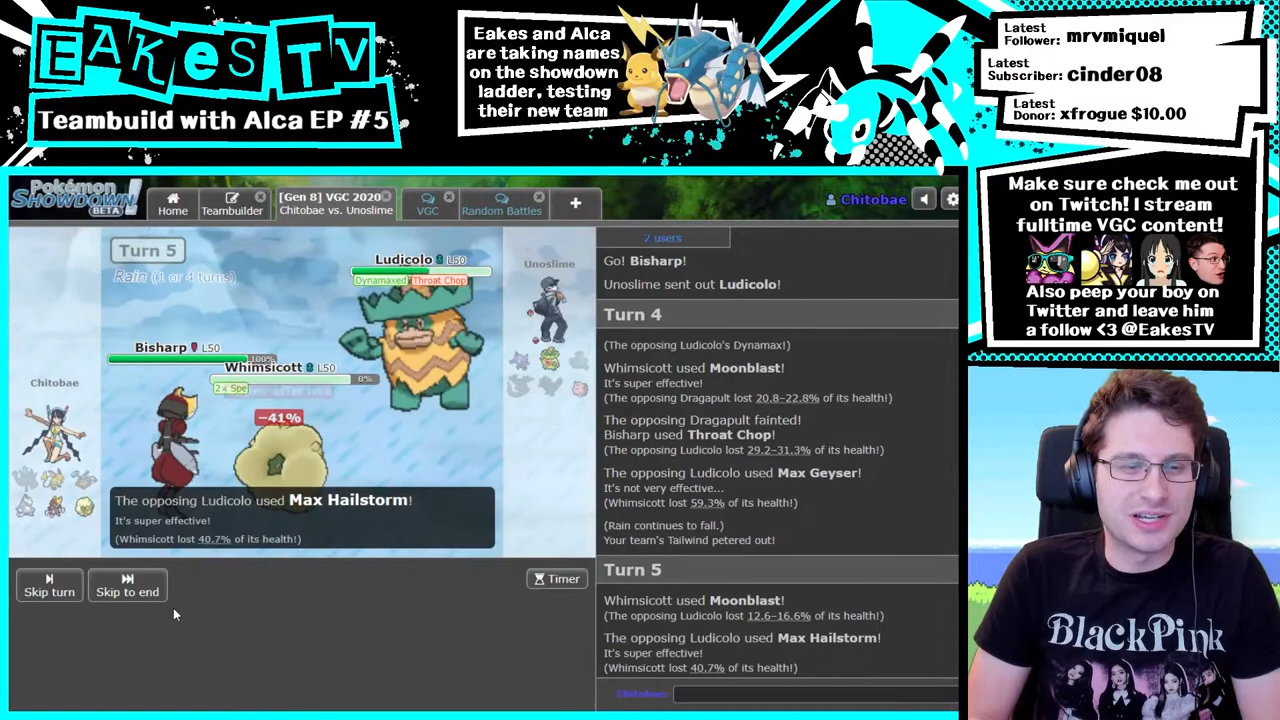 EAKES TV
Teambuild with Alca EP #5
Eakes and Alca
are taking names
on the showdown
ladder, testing
their new team
Latest
Follower: mrvmiquel
Latest
Subscriber: cinder08
Latest
Donor: xfrogue $10.00
Make sure check me out
on Twitch! I stream
fulltime VGC content!
Also peep your boy on
Twitter and leave him
a follow <3 @EakesTV
Pokémon
SHOWDOWN!
BETA
Home
Teambuilder
[Gen 8] VGC 2020
Chitobae vs. Unoslime
VGC
Random Battles
Chitobae
Turn 5
Rain (1 or 4 turns)
Ludicolo L50
Dynamaxed Throat Chop
Bisharp L50
100%
Whimsicott L50
0%
2x Spe
−41%
Chitobae
Unoslime
The opposing Ludicolo used Max Hailstorm!
It's super effective!
(Whimsicott lost 40.7% of its health!)
Skip turn
Skip to end
Timer
2 users
Go! Bisharp!
Unoslime sent out Ludicolo!
Turn 4
(The opposing Ludicolo's Dynamax!)
Whimsicott used Moonblast!
It's super effective!
(The opposing Dragapult lost 20.8–22.8% of its health!)
The opposing Dragapult fainted!
Bisharp used Throat Chop!
(The opposing Ludicolo lost 29.2–31.3% of its health!)
The opposing Ludicolo used Max Geyser!
It's not very effective...
(Whimsicott lost 59.3% of its health!)
(Rain continues to fall.)
Your team's Tailwind petered out!
Turn 5
Whimsicott used Moonblast!
(The opposing Ludicolo lost 12.6–16.6% of its health!)
The opposing Ludicolo used Max Hailstorm!
It's super effective!
(Whimsicott lost 40.7% of its health!)
Chitobae:
BLACKPINK